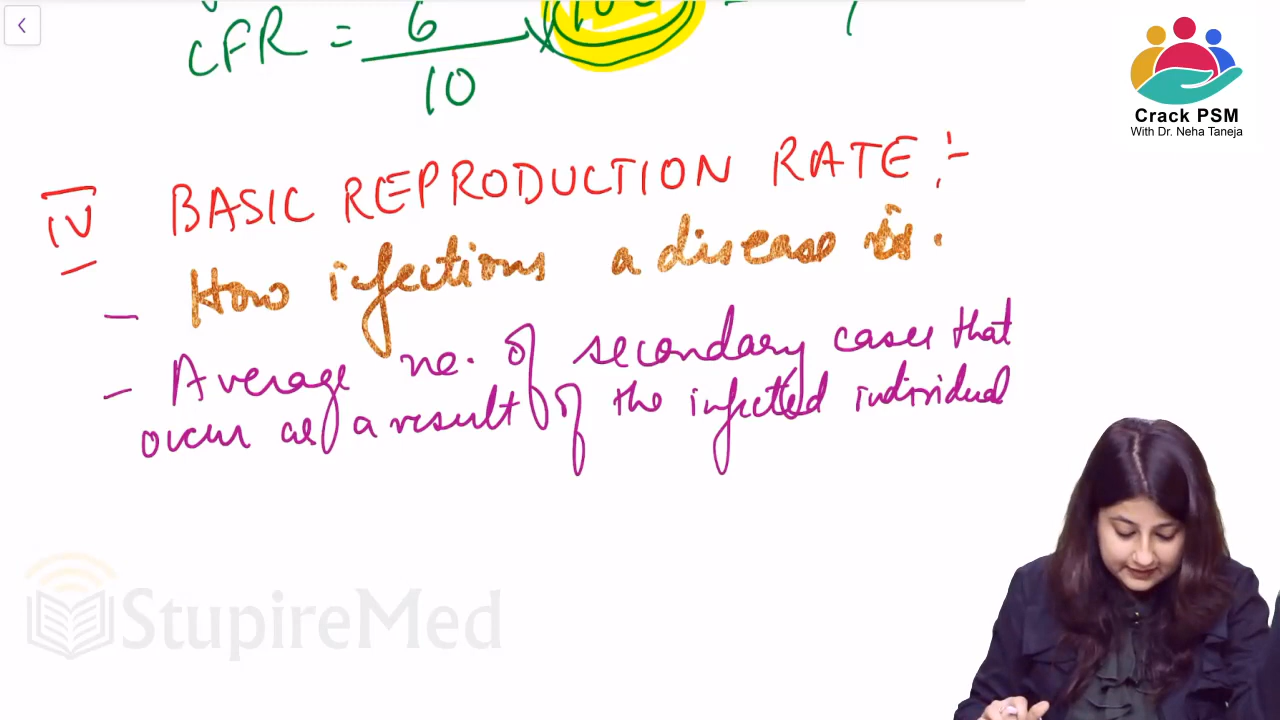 CFR = 6
10
Crack PSM
With Dr. Neha Taneja
IV BASIC REPRODUCTION RATE :-
- How infections a disease is.
- Average no. of secondary cases that
occur as a result of the infected individual
StupireMed